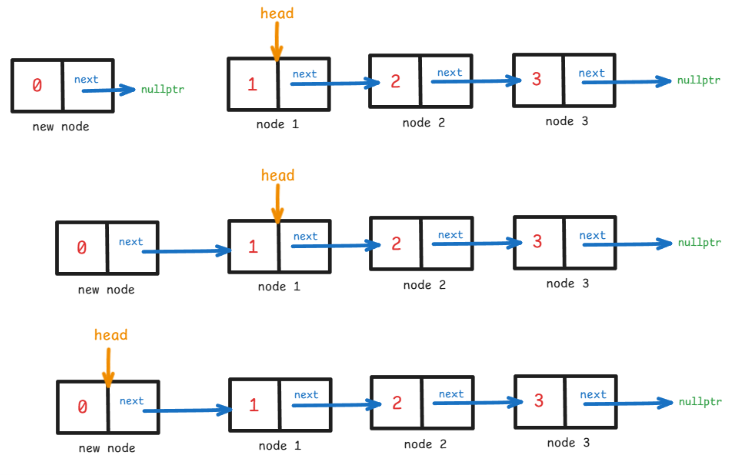 head
0 next nullptr 1 next 2 next 3 next nullptr
new node node 1 node 2 node 3
head
0 next 1 next 2 next 3 next nullptr
new node node 1 node 2 node 3
head
0 next 1 next 2 next 3 next nullptr
new node node 1 node 2 node 3